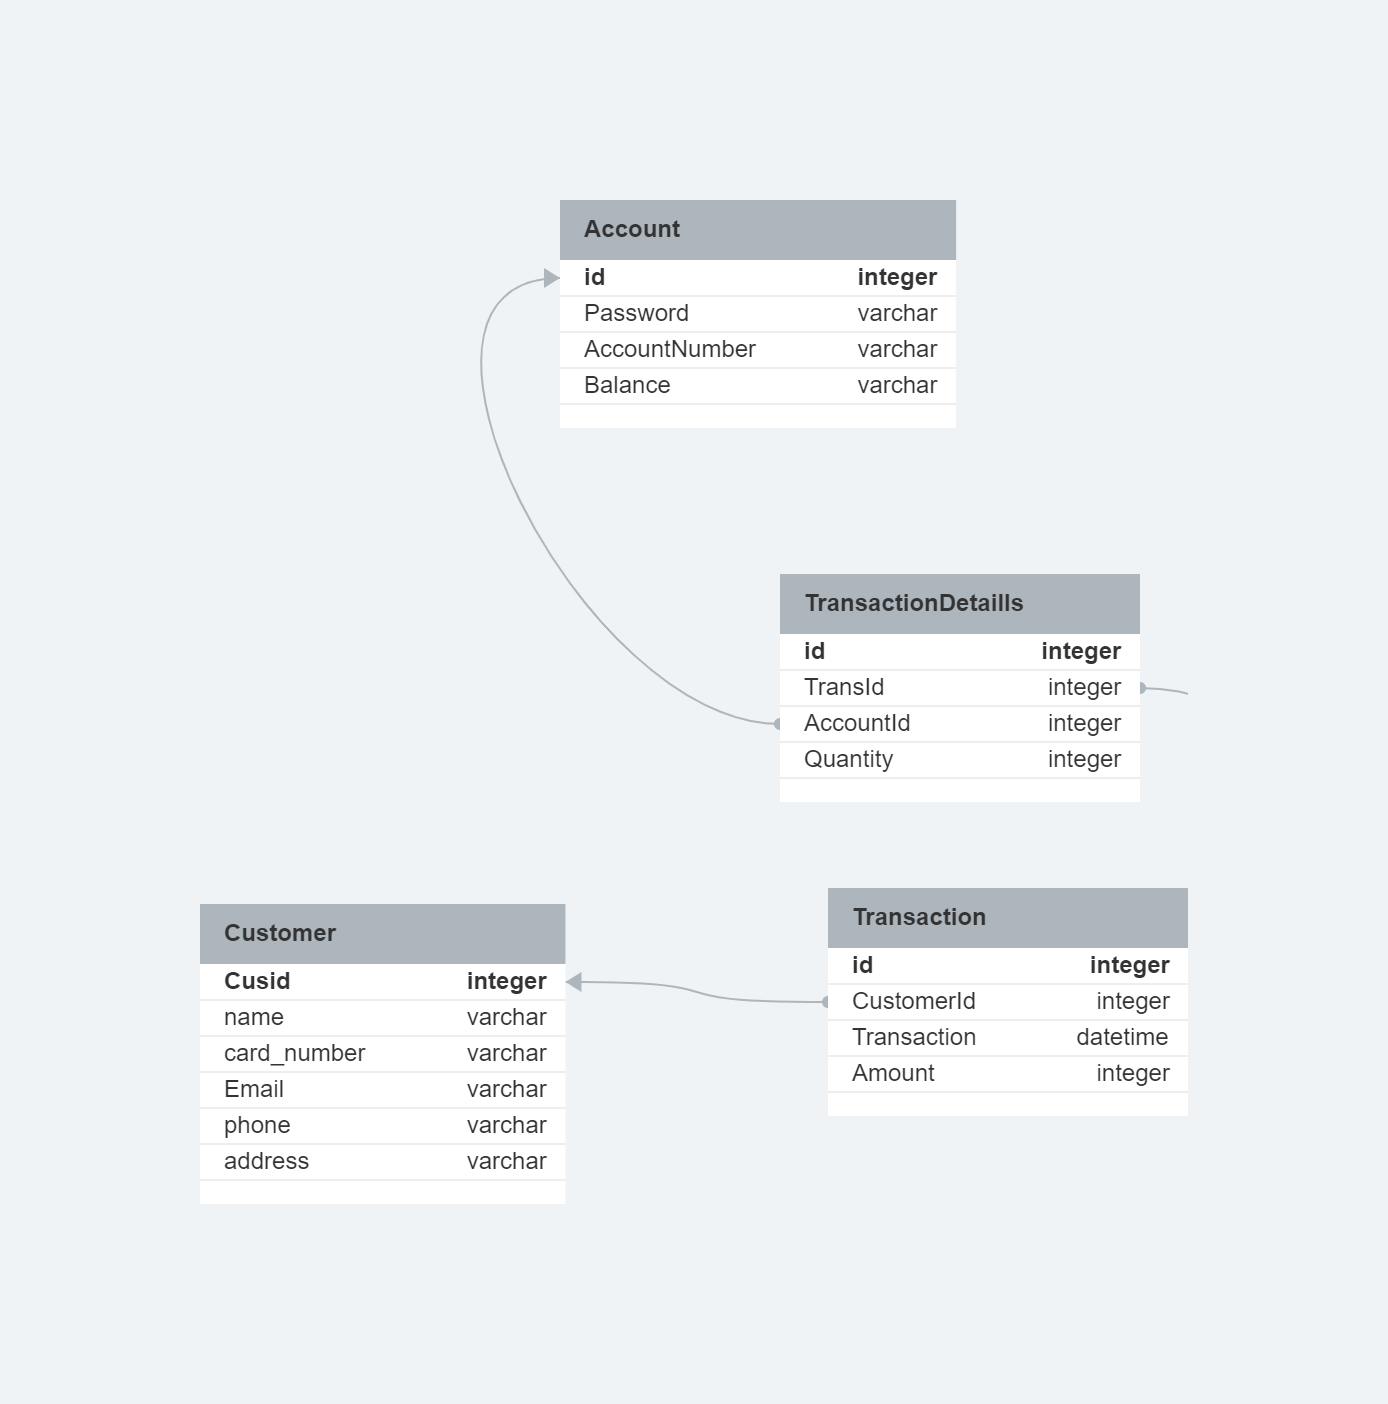 Account
id integer
Password varchar
AccountNumber varchar
Balance varchar
TransactionDetaills
id integer
TransId integer
AccountId integer
Quantity integer
Customer
Cusid integer
name varchar
card_number varchar
Email varchar
phone varchar
address varchar
Transaction
id integer
CustomerId integer
Transaction datetime
Amount integer